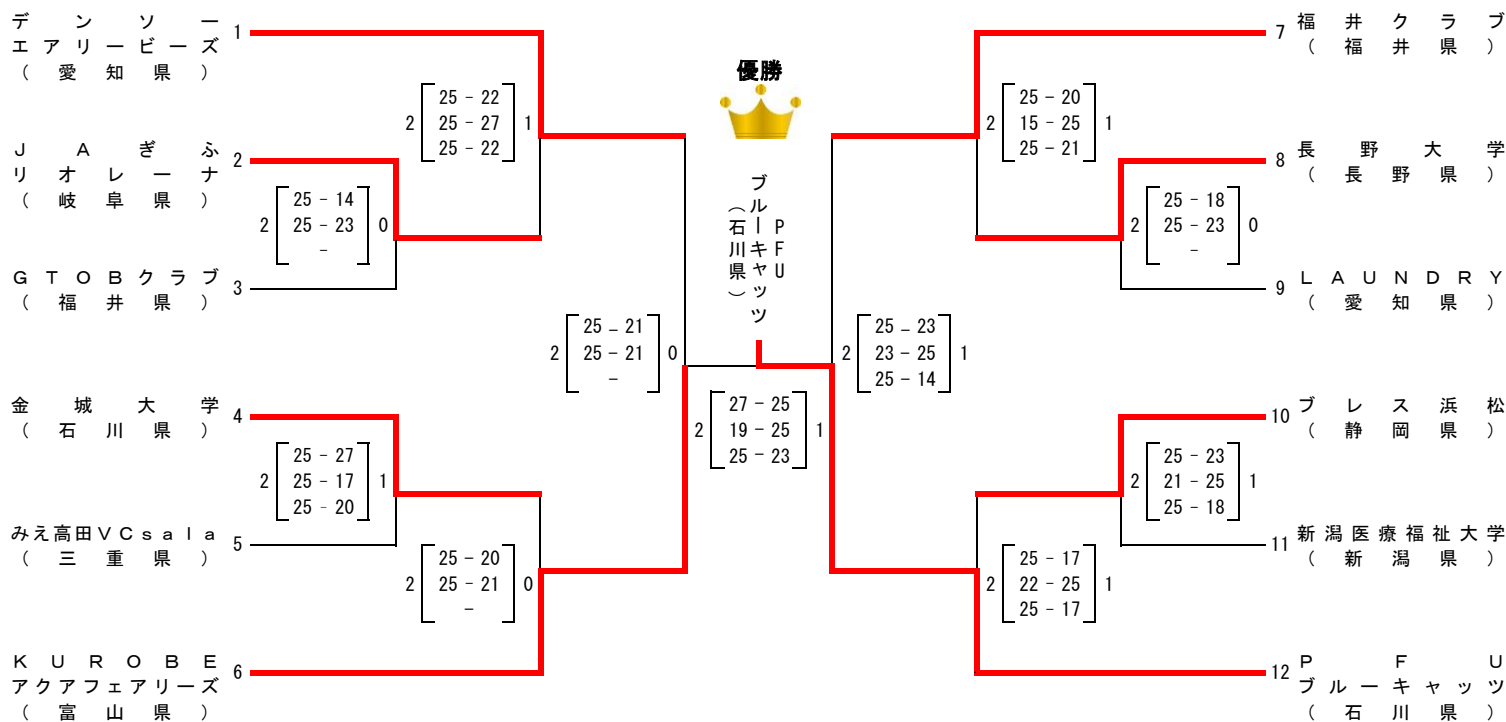 デンソー
エアリービーズ
（愛知県）
1
25 - 22
2 25 - 27 1
25 - 22
JAぎふ
リオレーナ
（岐阜県）
2
25 - 14
2 25 - 23 0
-
GTOBクラブ
（福井県）
3
25 - 21
2 25 - 21 0
-
金城大学
（石川県）
4
25 - 27
2 25 - 17 1
25 - 20
みえ高田VCsala
（三重県）
5
25 - 20
2 25 - 21 0
-
KUROBE
アクアフェアリーズ
（富山県）
6
優勝
PFU
ブルーキャッツ
（石川県）
27 - 25
2 19 - 25 1
25 - 23
7
福井クラブ
（福井県）
25 - 20
2 15 - 25 1
25 - 21
8
長野大学
（長野県）
25 - 18
2 25 - 23 0
-
9
LAUNDRY
（愛知県）
25 - 23
2 23 - 25 1
25 - 14
10
ブレス浜松
（静岡県）
25 - 23
2 21 - 25 1
25 - 18
11
新潟医療福祉大学
（新潟県）
25 - 17
2 22 - 25 1
25 - 17
12
PFU
ブルーキャッツ
（石川県）